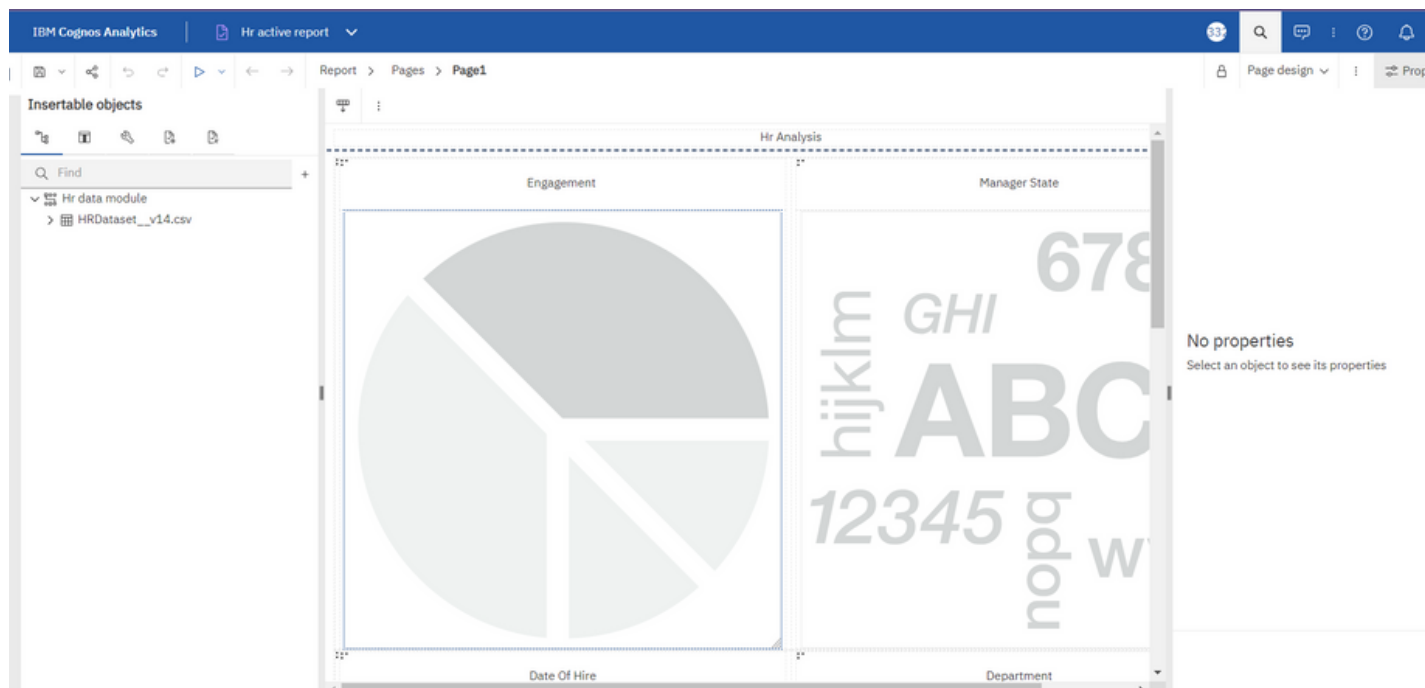 IBM Cognos Analytics
Hr active report
Report > Pages > Page1
Page design
Insertable objects
Find
Hr data module
HRDataset__v14.csv
Hr Analysis
Engagement
Manager State
678
GHI
hijklm
ABC
12345
nopq
No properties
Select an object to see its properties
Date Of Hire
Department